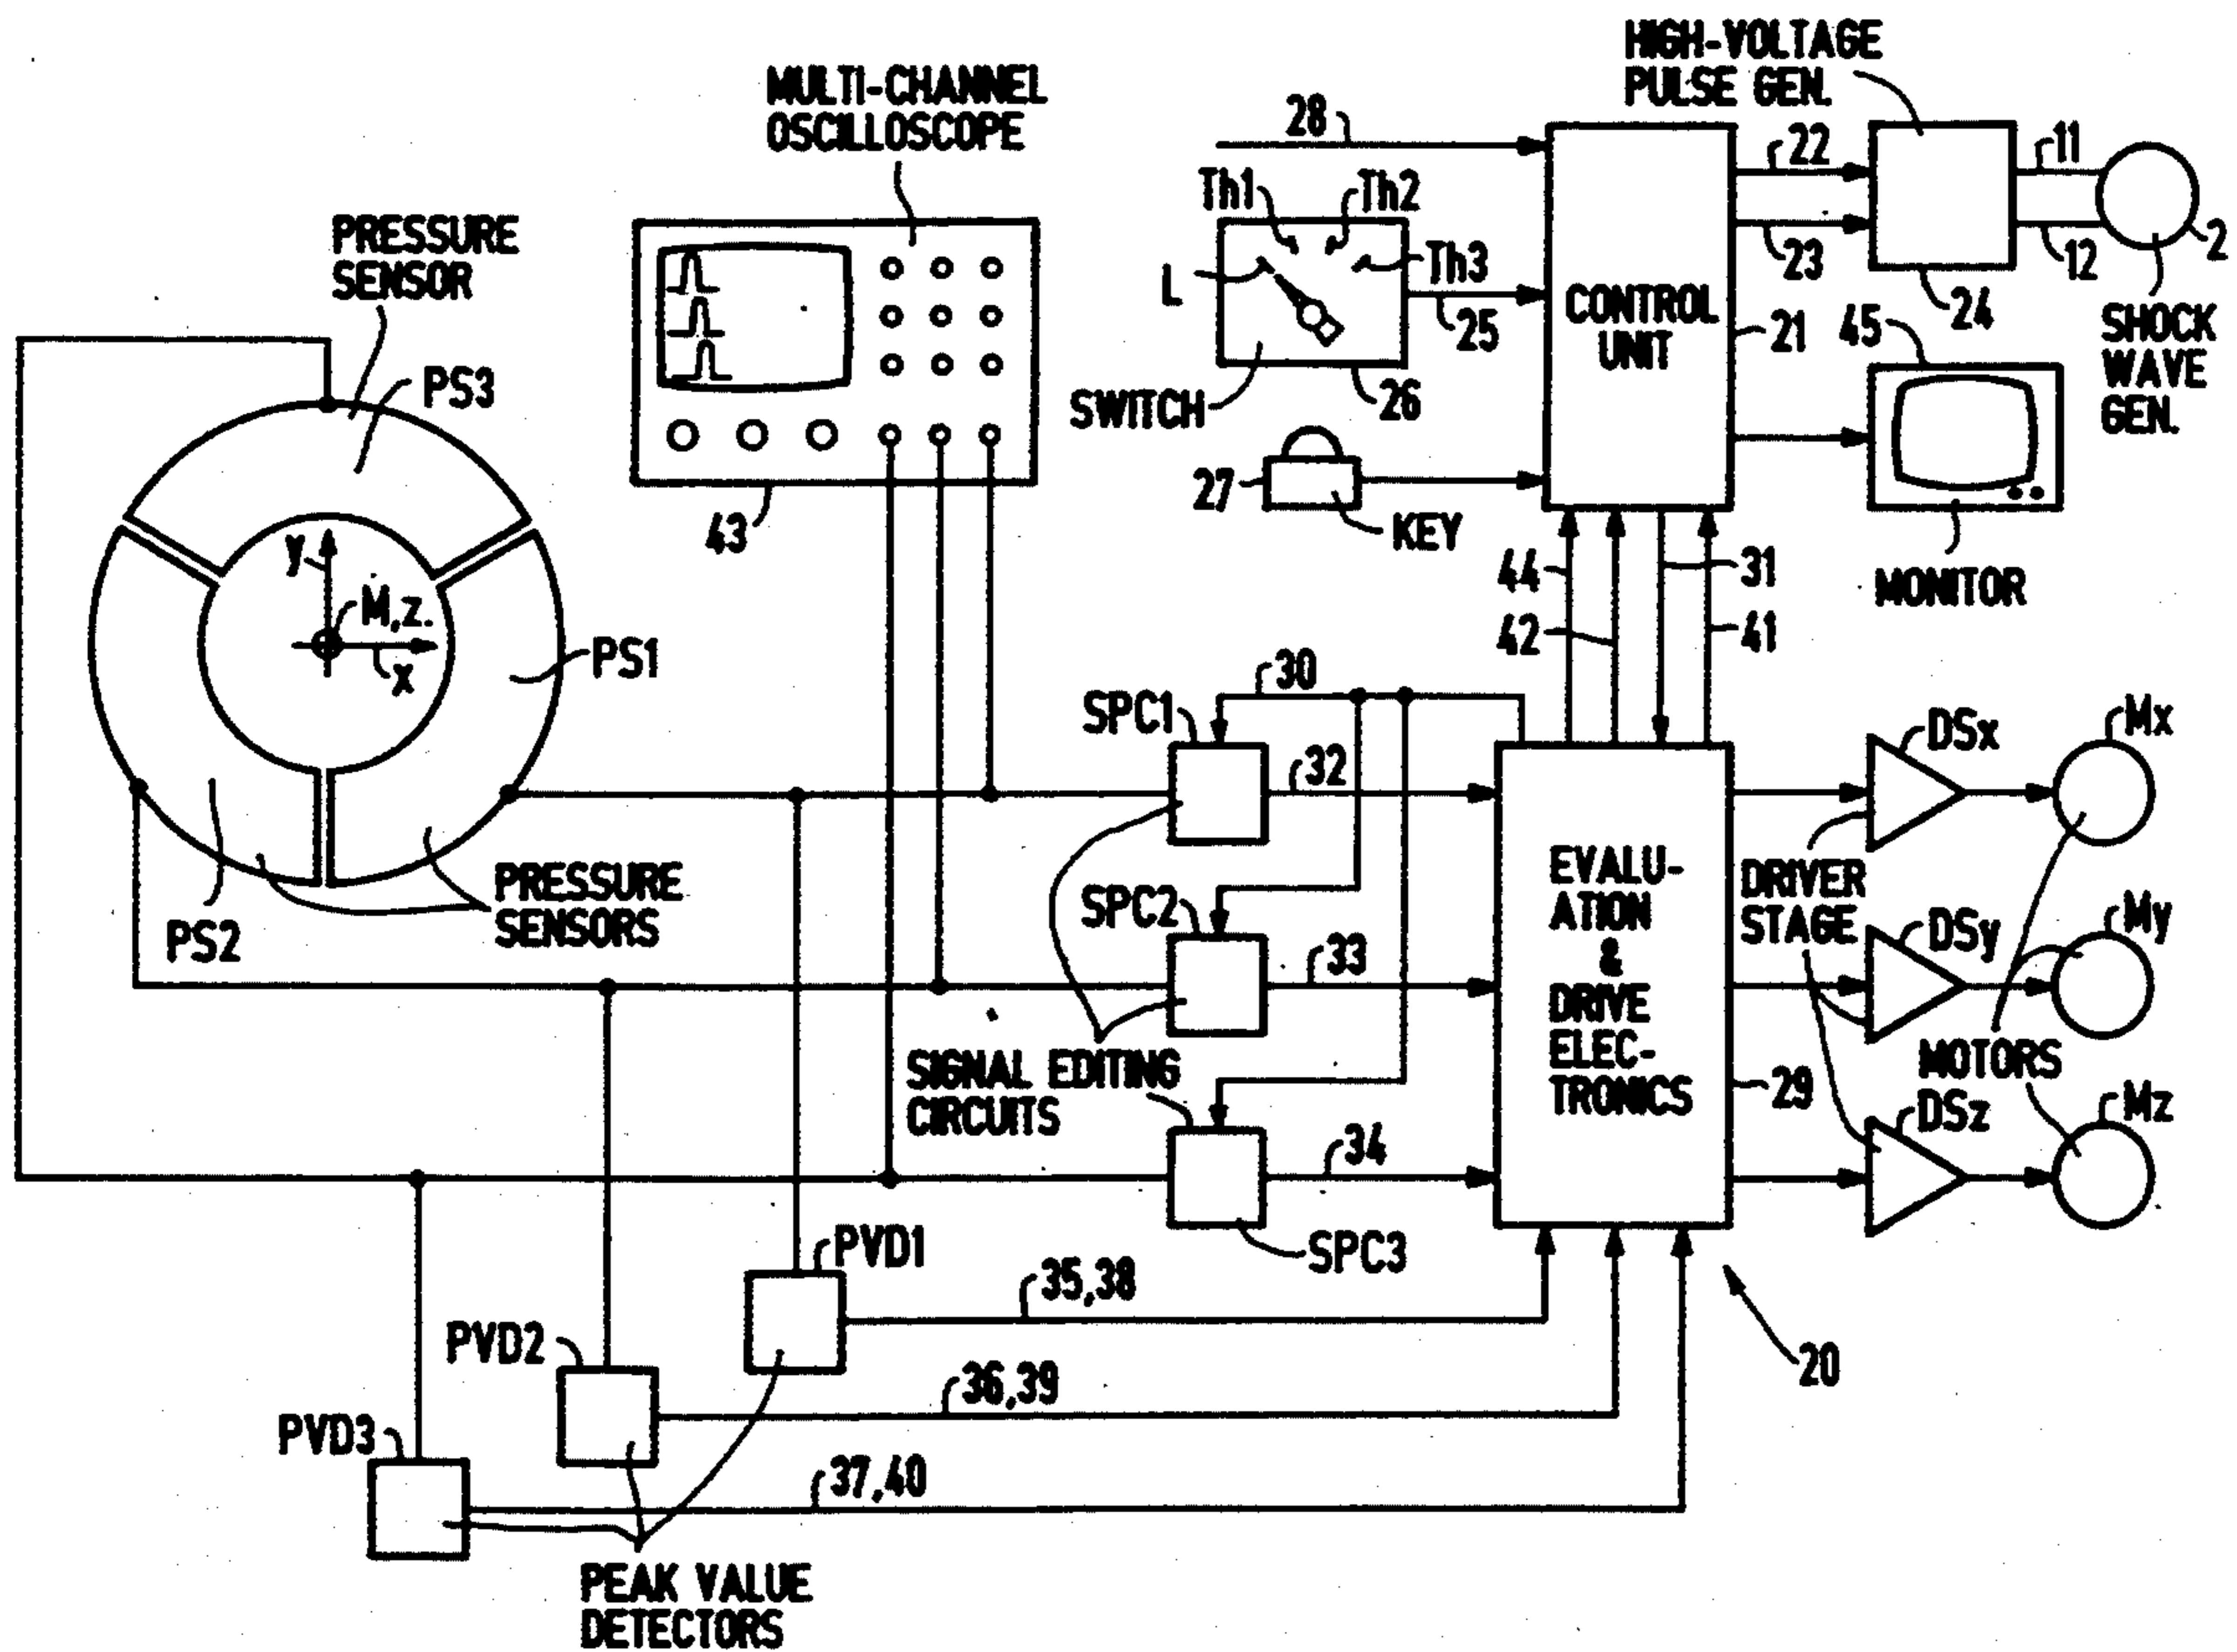 HIGH-VOLTAGE
PULSE GEN.
MULTI-CHANNEL
OSCILLOSCOPE
28
22
11
Th1
Th2
PRESSURE
SENSOR
L
Th3
25
CONTROL
UNIT
23
12
2
24
21
45
SHOCK
WAVE
GEN.
PS3
SWITCH
26
27
KEY
43
MONITOR
y
M,z.
x
PS1
44
42
31
41
30
SPC1
32
DSx
Mx
PRESSURE
SENSORS
PS2
SPC2
33
EVALU-
ATION
&
DRIVE
ELEC-
TRONICS
DRIVER
STAGE
DSy
My
SIGNAL EDITING
CIRCUITS
MOTORS
29
DSz
Mz
34
SPC3
PVD1
35,38
PVD2
36,39
20
PVD3
37,40
PEAK VALUE
DETECTORS